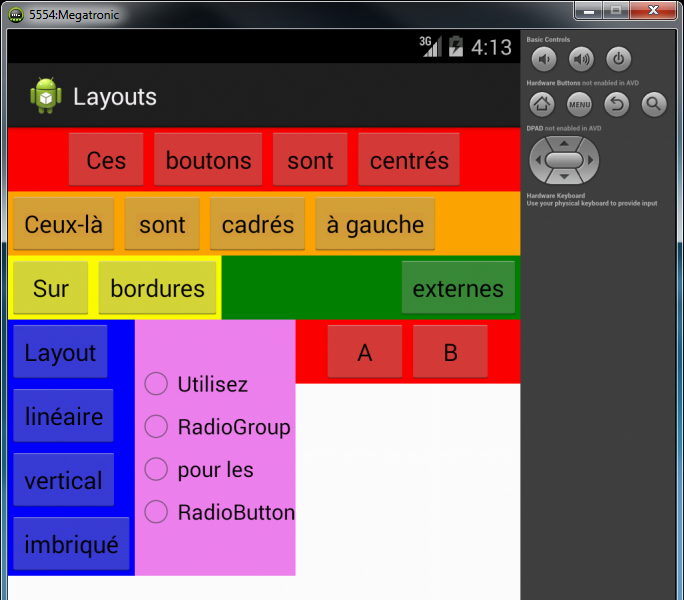 5554:Megatronic
3G 4:13
Layouts
Ces boutons sont centrés
Ceux-là sont cadrés à gauche
Sur bordures externes
Layout
linéaire
vertical
imbriqué
Utilisez
RadioGroup
pour les
RadioButton
A B
Basic Controls
Hardware Buttons not enabled in AVD
MENU
DPAD not enabled in AVD
Hardware Keyboard
Use your physical keyboard to provide input